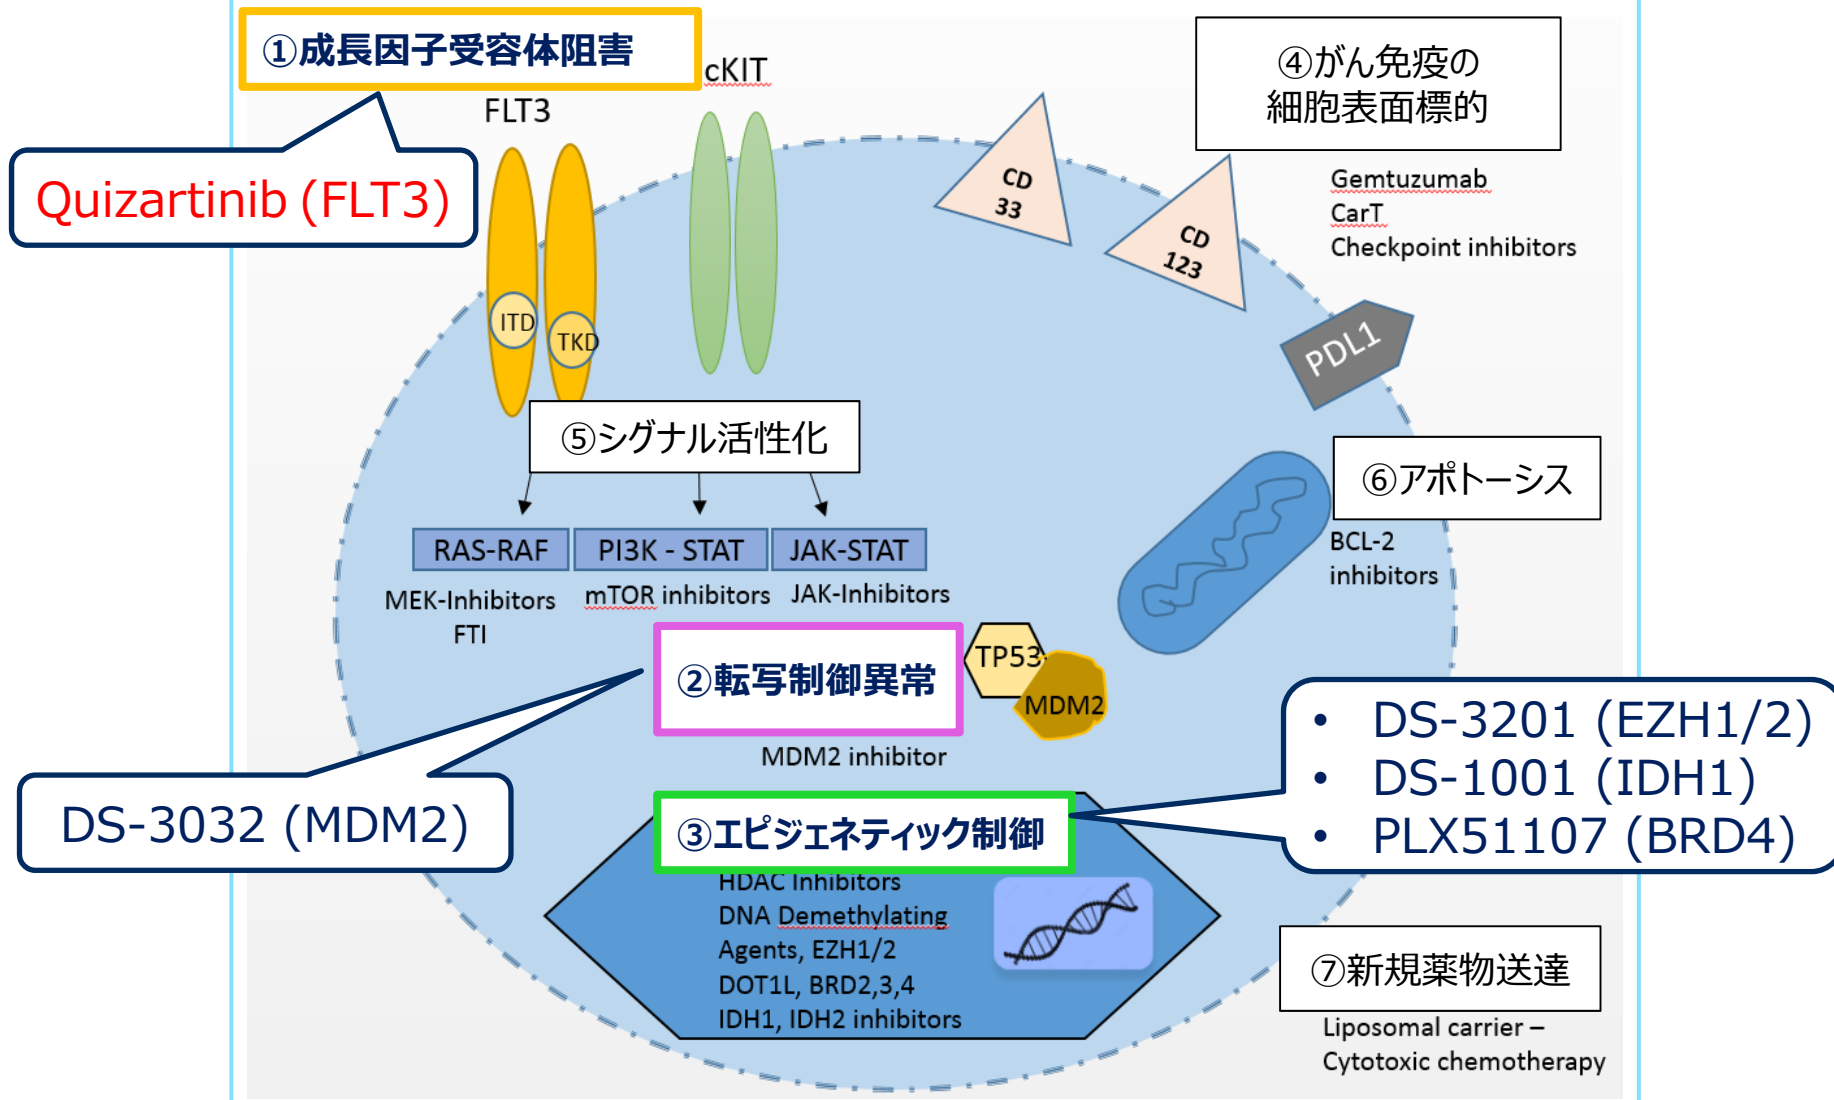 ①成長因子受容体阻害
cKIT
FLT3
Quizartinib (FLT3)
④がん免疫の
細胞表面標的
Gemtuzumab
CarT
Checkpoint inhibitors
CD
33
CD
123
PDL1
ITD
TKD
⑤シグナル活性化
RAS-RAF
PI3K - STAT
JAK-STAT
MEK-Inhibitors
FTI
mTOR inhibitors
JAK-Inhibitors
⑥アポトーシス
BCL-2
inhibitors
②転写制御異常
TP53
MDM2
MDM2 inhibitor
DS-3032 (MDM2)
• DS-3201 (EZH1/2)
• DS-1001 (IDH1)
• PLX51107 (BRD4)
③エピジェネティック制御
HDAC Inhibitors
DNA Demethylating
Agents, EZH1/2
DOT1L, BRD2,3,4
IDH1, IDH2 inhibitors
⑦新規薬物送達
Liposomal carrier –
Cytotoxic chemotherapy